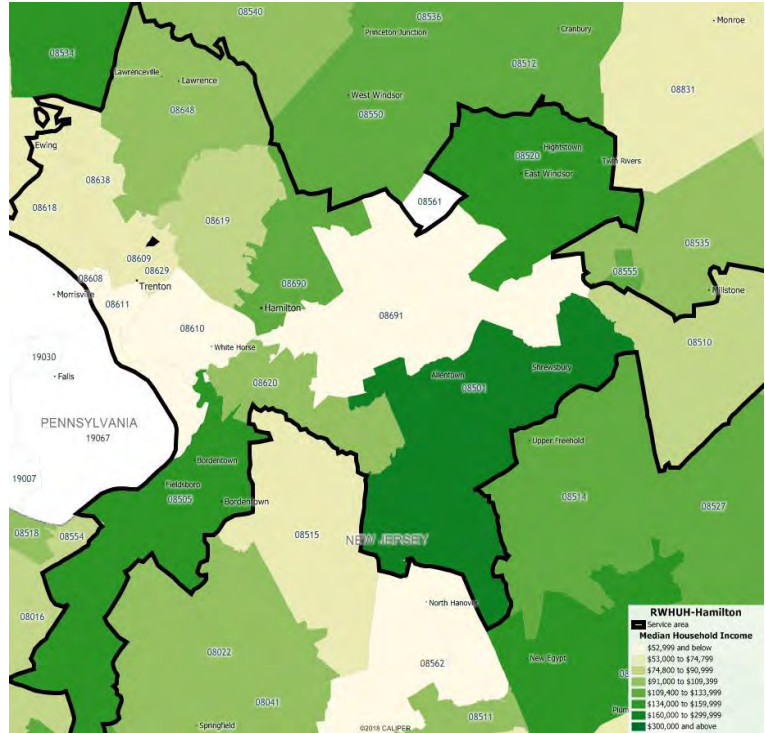 08540
08536
Monroe
Princeton Junction
Cranbury
08534
Lawrenceville
Lawrence
08512
08648
West Windsor
08831
08550
Ewing
08520
Hightstown
Twin Rivers
East Windsor
08638
08618
08561
08619
08609
08629
08535
08608
Trenton
08555
Morrisville
08690
Millstone
08611
Hamilton
08691
08610
White Horse
08510
19030
Shrewsbury
Falls
Allentown
08501
08620
PENNSYLVANIA
19067
Upper Freehold
Bordentown
19007
Fieldsboro
08505
Bordentown
08514
08527
08518
08554
08515
NEW JERSEY
08016
North Hanover
RWHUH-Hamilton
Service area
Median Household Income
$52,999 and below
$53,000 to $74,799
$74,800 to $90,999
$91,000 to $109,399
$109,400 to $133,999
$134,000 to $159,999
$160,000 to $299,999
$300,000 and above
08022
08562
New Egypt
08041
08511
Springfield
©2018 CALIPER